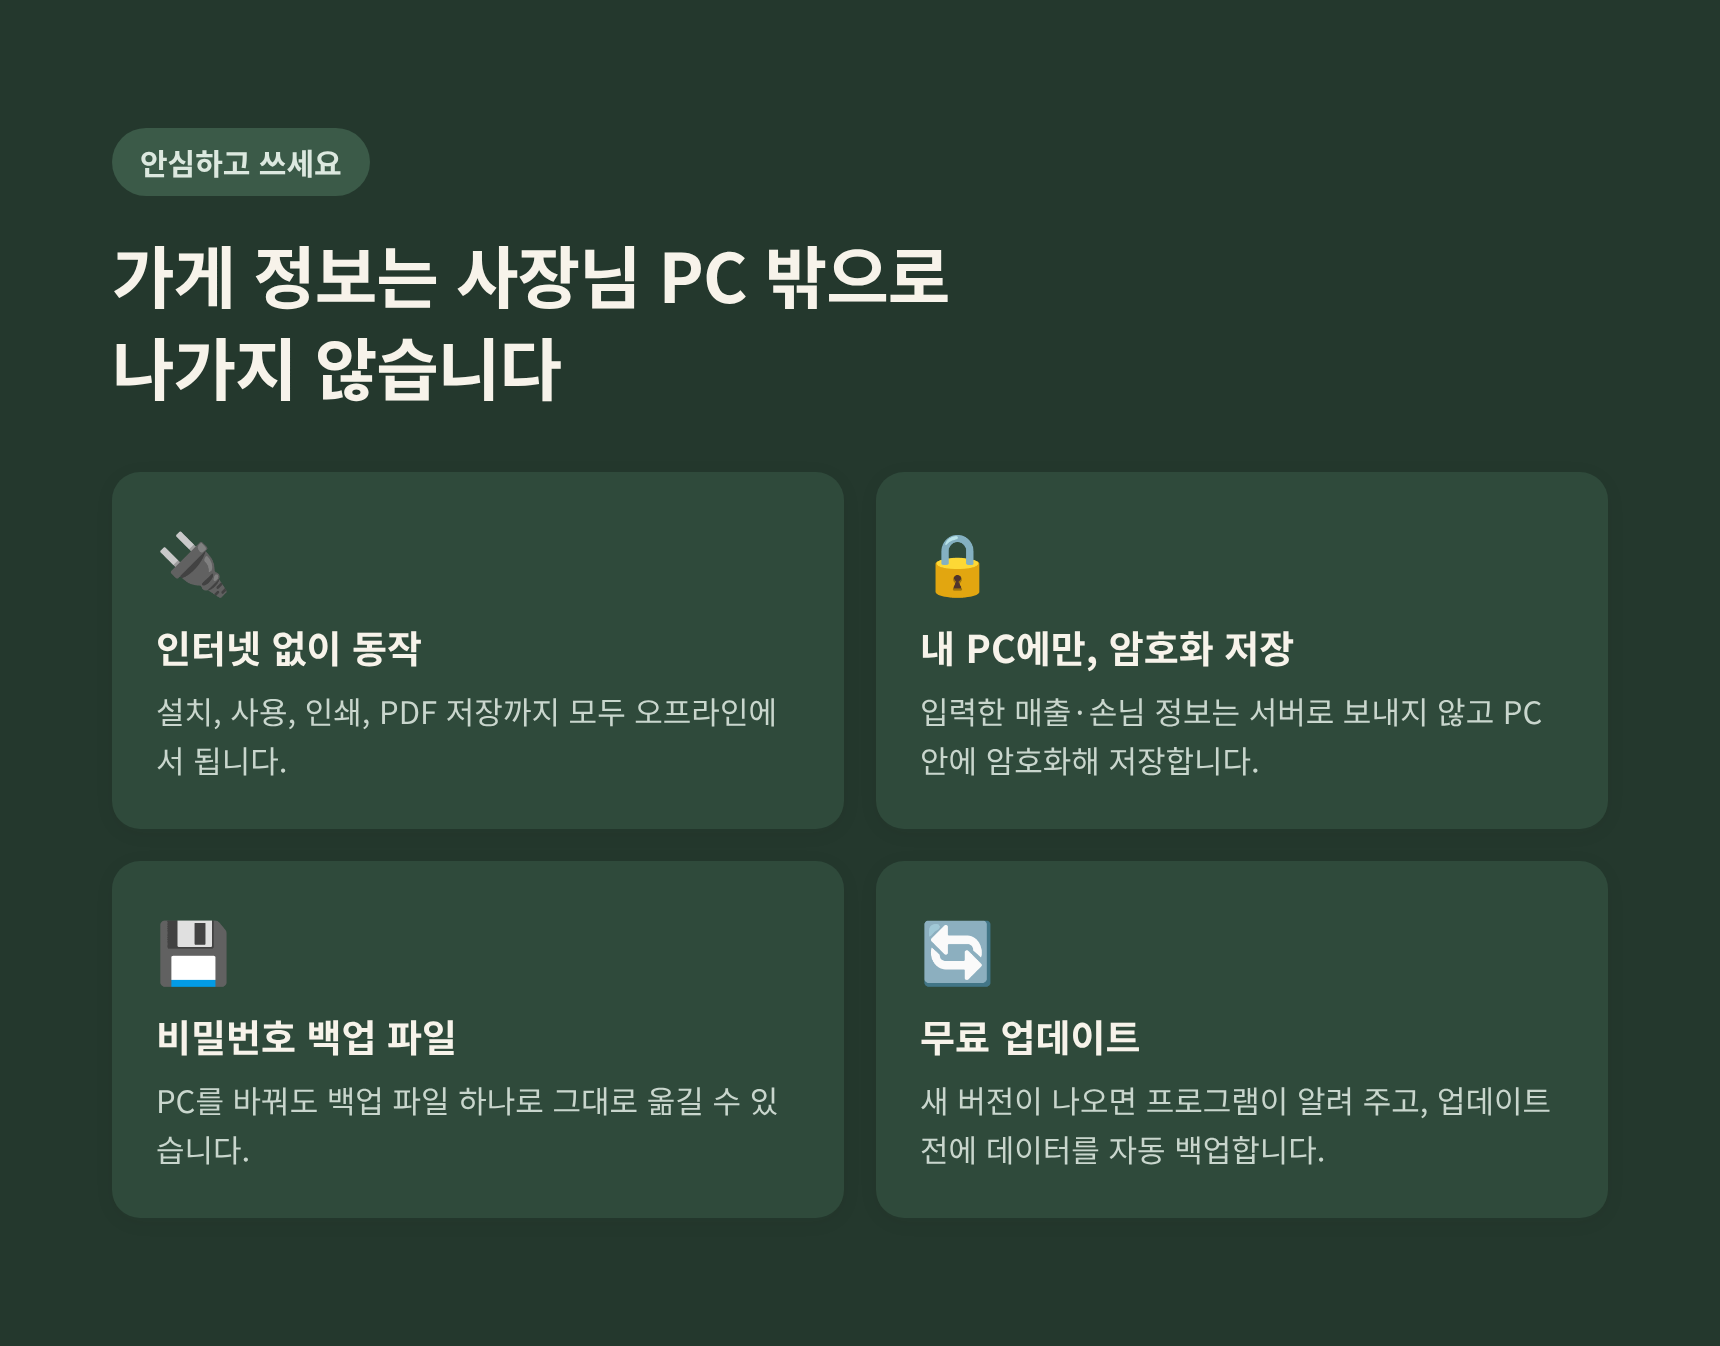 안심하고 쓰세요
가게 정보는 사장님 PC 밖으로
나가지 않습니다
인터넷 없이 동작
설치, 사용, 인쇄, PDF 저장까지 모두 오프라인에
서 됩니다.
내 PC에만, 암호화 저장
입력한 매출·손님 정보는 서버로 보내지 않고 PC
안에 암호화해 저장합니다.
비밀번호 백업 파일
PC를 바꿔도 백업 파일 하나로 그대로 옮길 수 있
습니다.
무료 업데이트
새 버전이 나오면 프로그램이 알려 주고, 업데이트
전에 데이터를 자동 백업합니다.